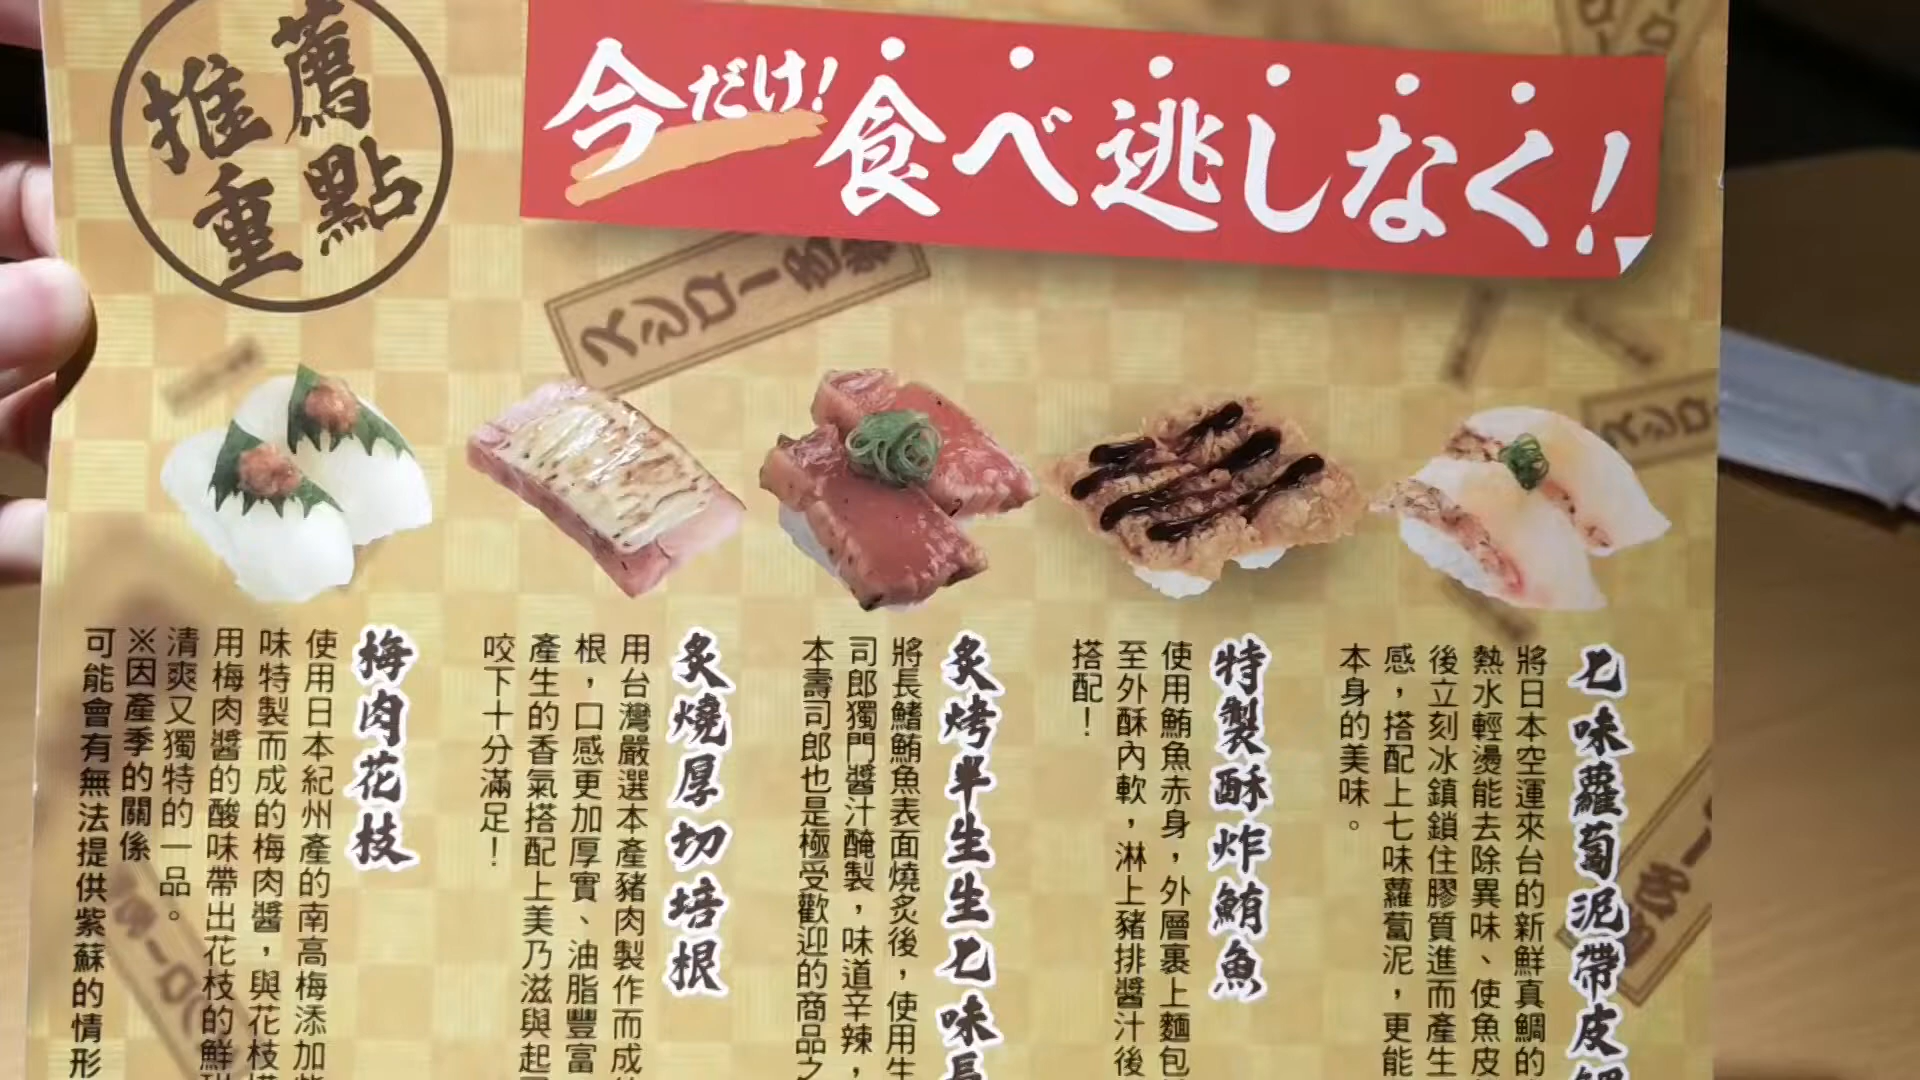 推薦
重點
今だけ!食べ逃しなく!
スシロー名物
七味蘿蔔泥帶皮鯛
將日本空運來台的新鮮真鯛的
熱水輕燙能去除異味、使魚皮
後立刻冰鎮鎖住膠質進而產生
感，搭配上七味蘿蔔泥，更能
本身的美味。
特製酥炸鮪魚
使用鮪魚赤身，外層裹上麵包
至外酥內軟，淋上豬排醬汁後
搭配！
炙烤半生生七味長
將長鰭鮪魚表面燒炙後，使用生
司郎獨門醬汁醃製，味道辛辣，
本壽司郎也是極受歡迎的商品之
炙燒厚切培根
用台灣嚴選本產豬肉製作而成
根，口感更加厚實、油脂豐富
產生的香氣搭配上美乃滋與起
咬下十分滿足！
梅肉花枝
使用日本紀州產的南高梅添加紫
味特製而成的梅肉醬，與花枝搭
用梅肉醬的酸味帶出花枝的鮮甜
清爽又獨特的一品。
※因產季的關係
可能會有無法提供紫蘇的情形